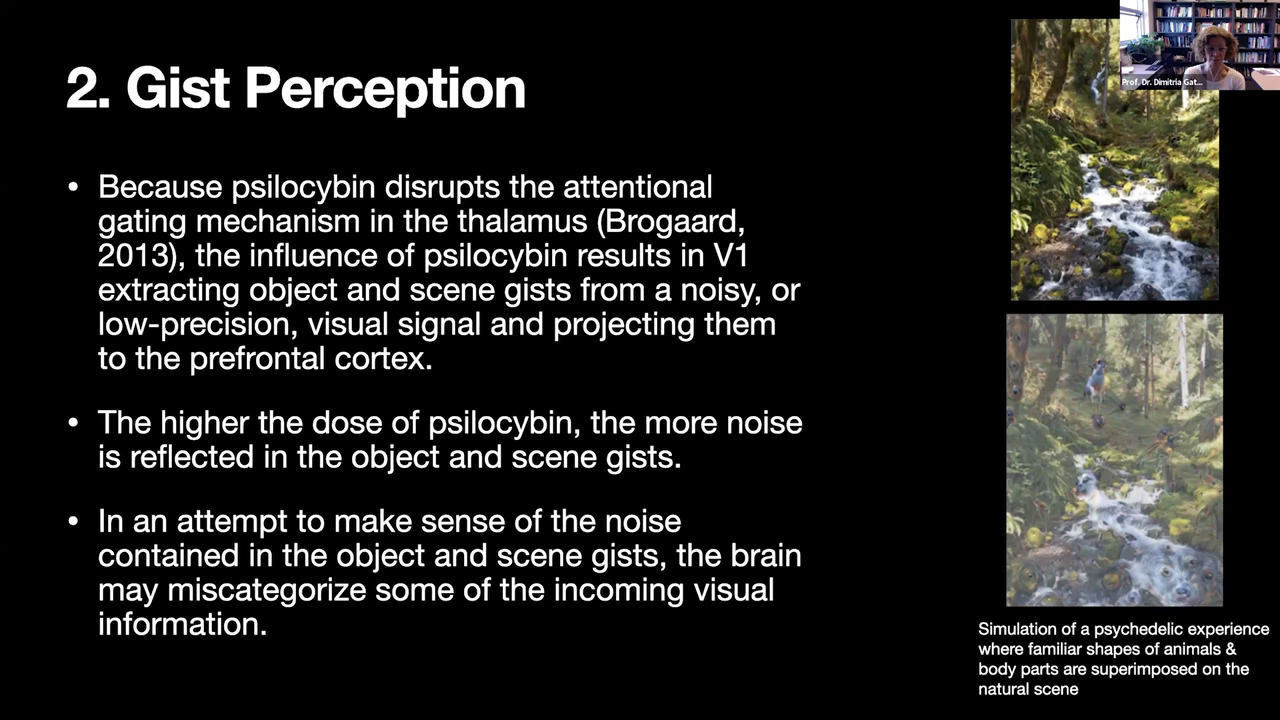 2. Gist Perception
• Because psilocybin disrupts the attentional
gating mechanism in the thalamus (Brogaard,
2013), the influence of psilocybin results in V1
extracting object and scene gists from a noisy, or
low-precision, visual signal and projecting them
to the prefrontal cortex.
• The higher the dose of psilocybin, the more noise
is reflected in the object and scene gists.
• In an attempt to make sense of the noise
contained in the object and scene gists, the brain
may miscategorize some of the incoming visual
information.
Prof. Dr. Dimitria Gat...
Simulation of a psychedelic experience
where familiar shapes of animals &
body parts are superimposed on the
natural scene